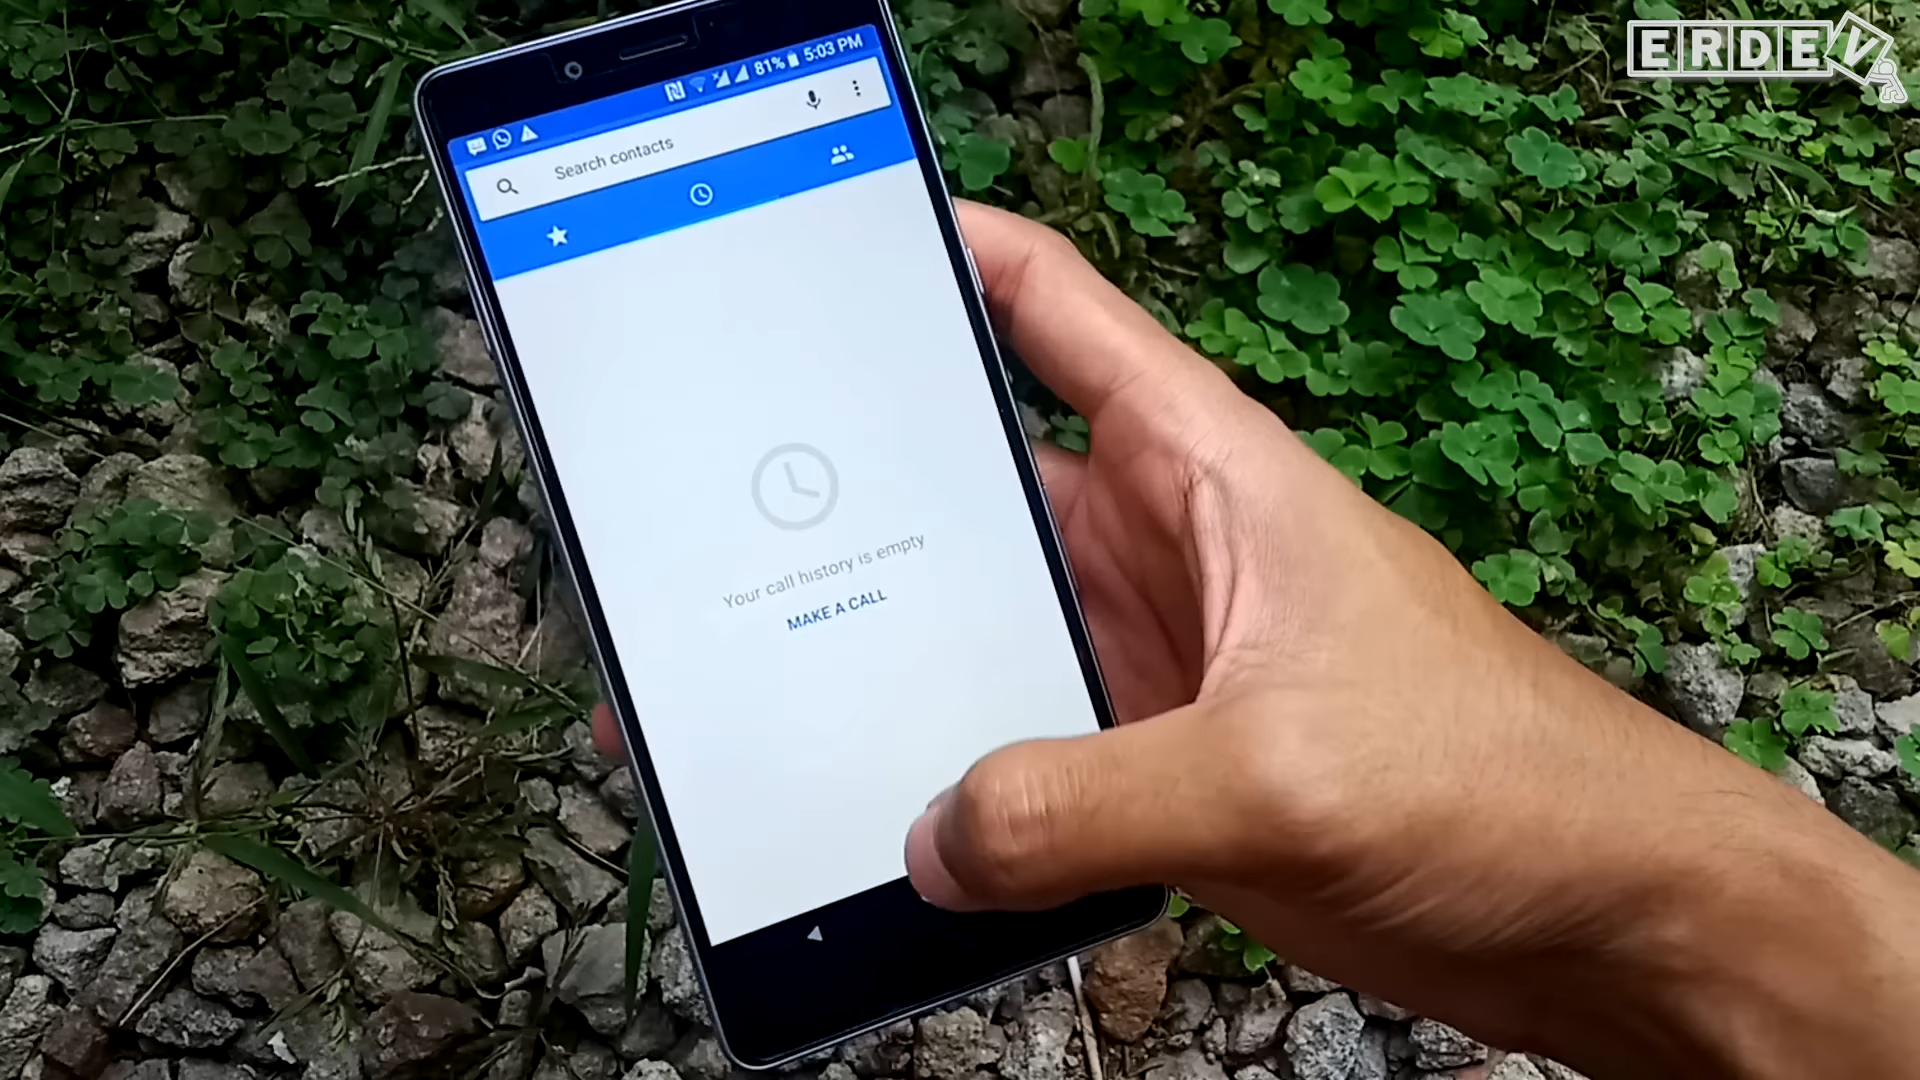 ERDEV
81% 5:03 PM
Search contacts
Your call history is empty
MAKE A CALL